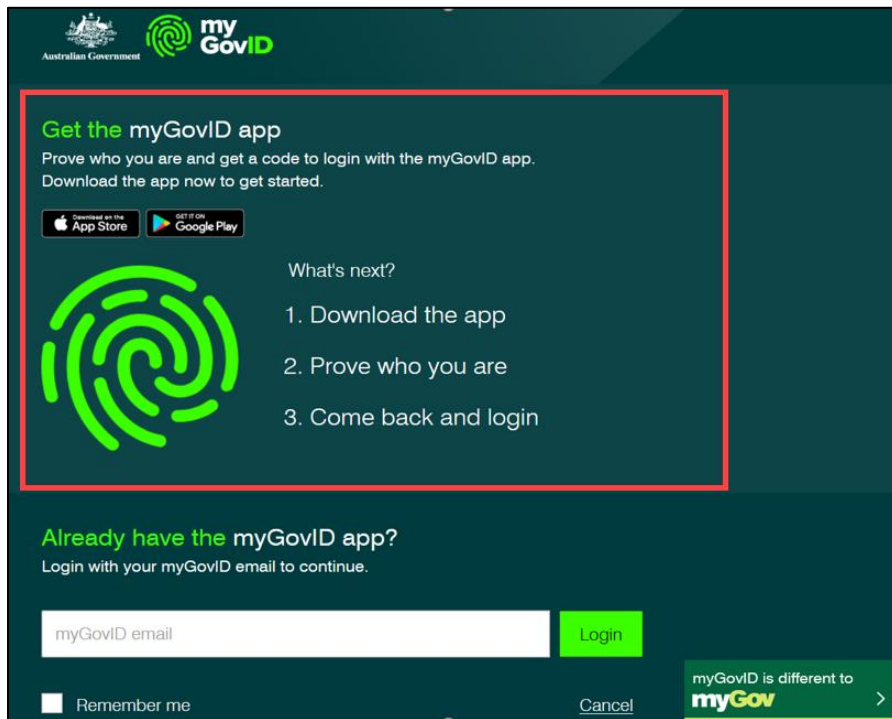 Australian Government
my
GovID
Get the myGovID app
Prove who you are and get a code to login with the myGovID app.
Download the app now to get started.
Download on the
App Store
GET IT ON
Google Play
What's next?
1. Download the app
2. Prove who you are
3. Come back and login
Already have the myGovID app?
Login with your myGovID email to continue.
myGovID email
Login
Remember me
Cancel
myGovID is different to
myGov